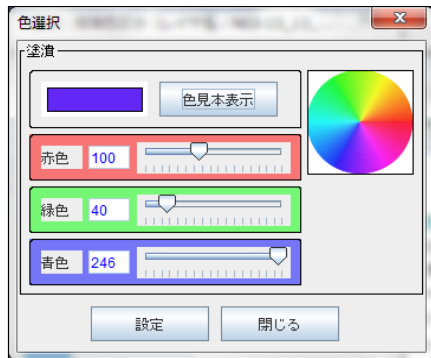 色選択
塗潰
色見本表示
赤色 100
緑色 40
青色 246
設定 閉じる